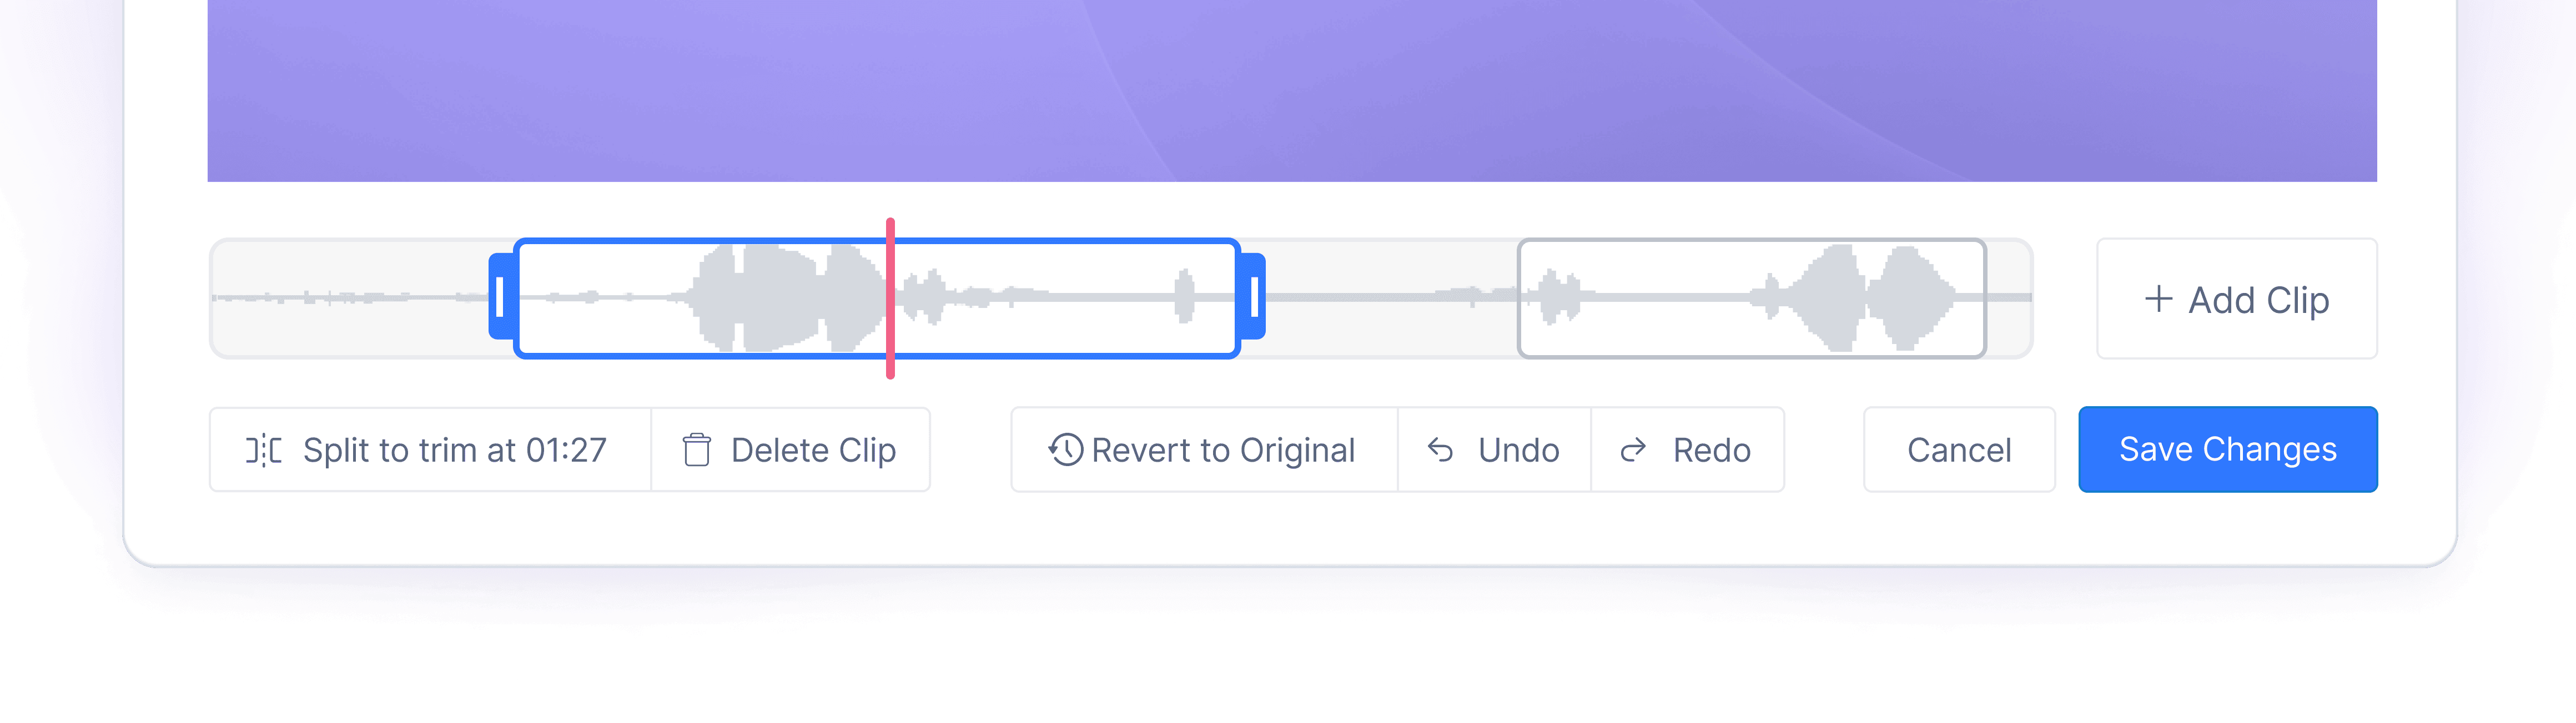 + Add Clip
Split to trim at 01:27
Delete Clip
Revert to Original
Undo
Redo
Cancel
Save Changes